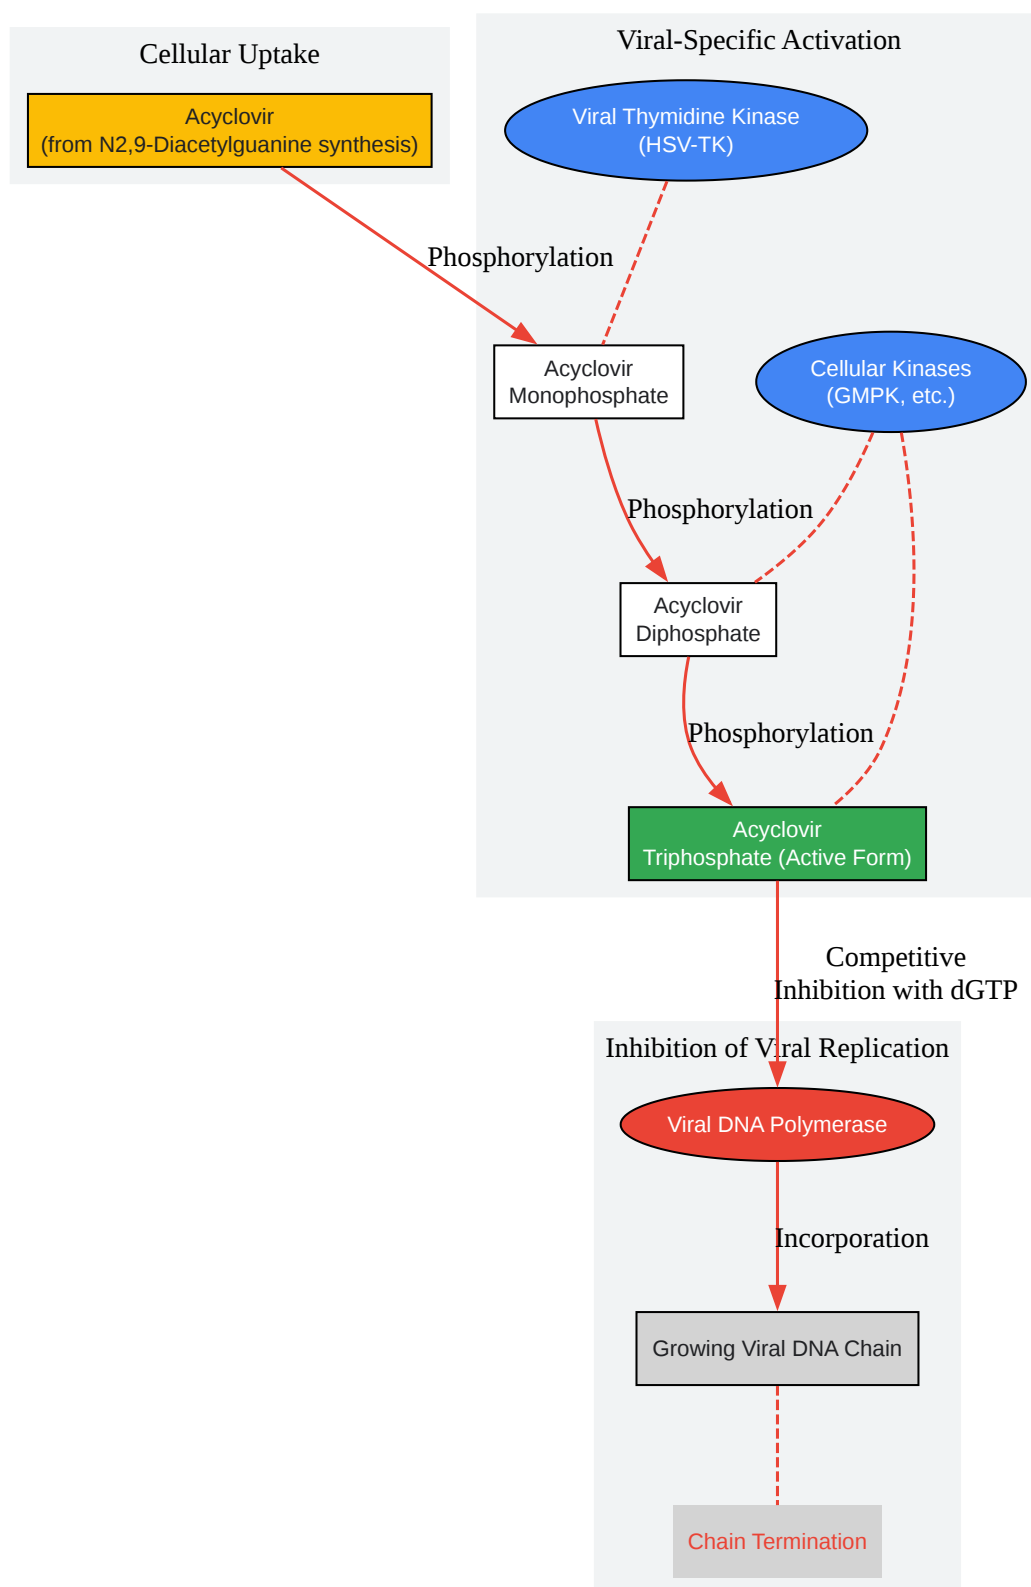 Cellular Uptake
Acyclovir
(from N2,9-Diacetylguanine synthesis)
Viral-Specific Activation
Viral Thymidine Kinase
(HSV-TK)
Phosphorylation
Acyclovir
Monophosphate
Cellular Kinases
(GMPK, etc.)
Phosphorylation
Acyclovir
Diphosphate
Phosphorylation
Acyclovir
Triphosphate (Active Form)
Competitive
Inhibition with dGTP
Inhibition of Viral Replication
Viral DNA Polymerase
Incorporation
Growing Viral DNA Chain
Chain Termination